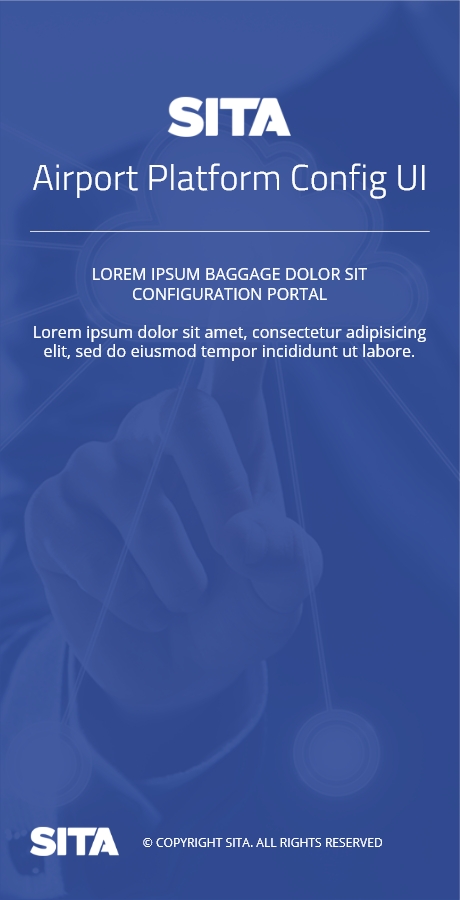 SITA
Airport Platform Config UI
LOREM IPSUM BAGGAGE DOLOR SIT
CONFIGURATION PORTAL
Lorem ipsum dolor sit amet, consectetur adipisicing
elit, sed do eiusmod tempor incididunt ut labore.
SITA © COPYRIGHT SITA. ALL RIGHTS RESERVED